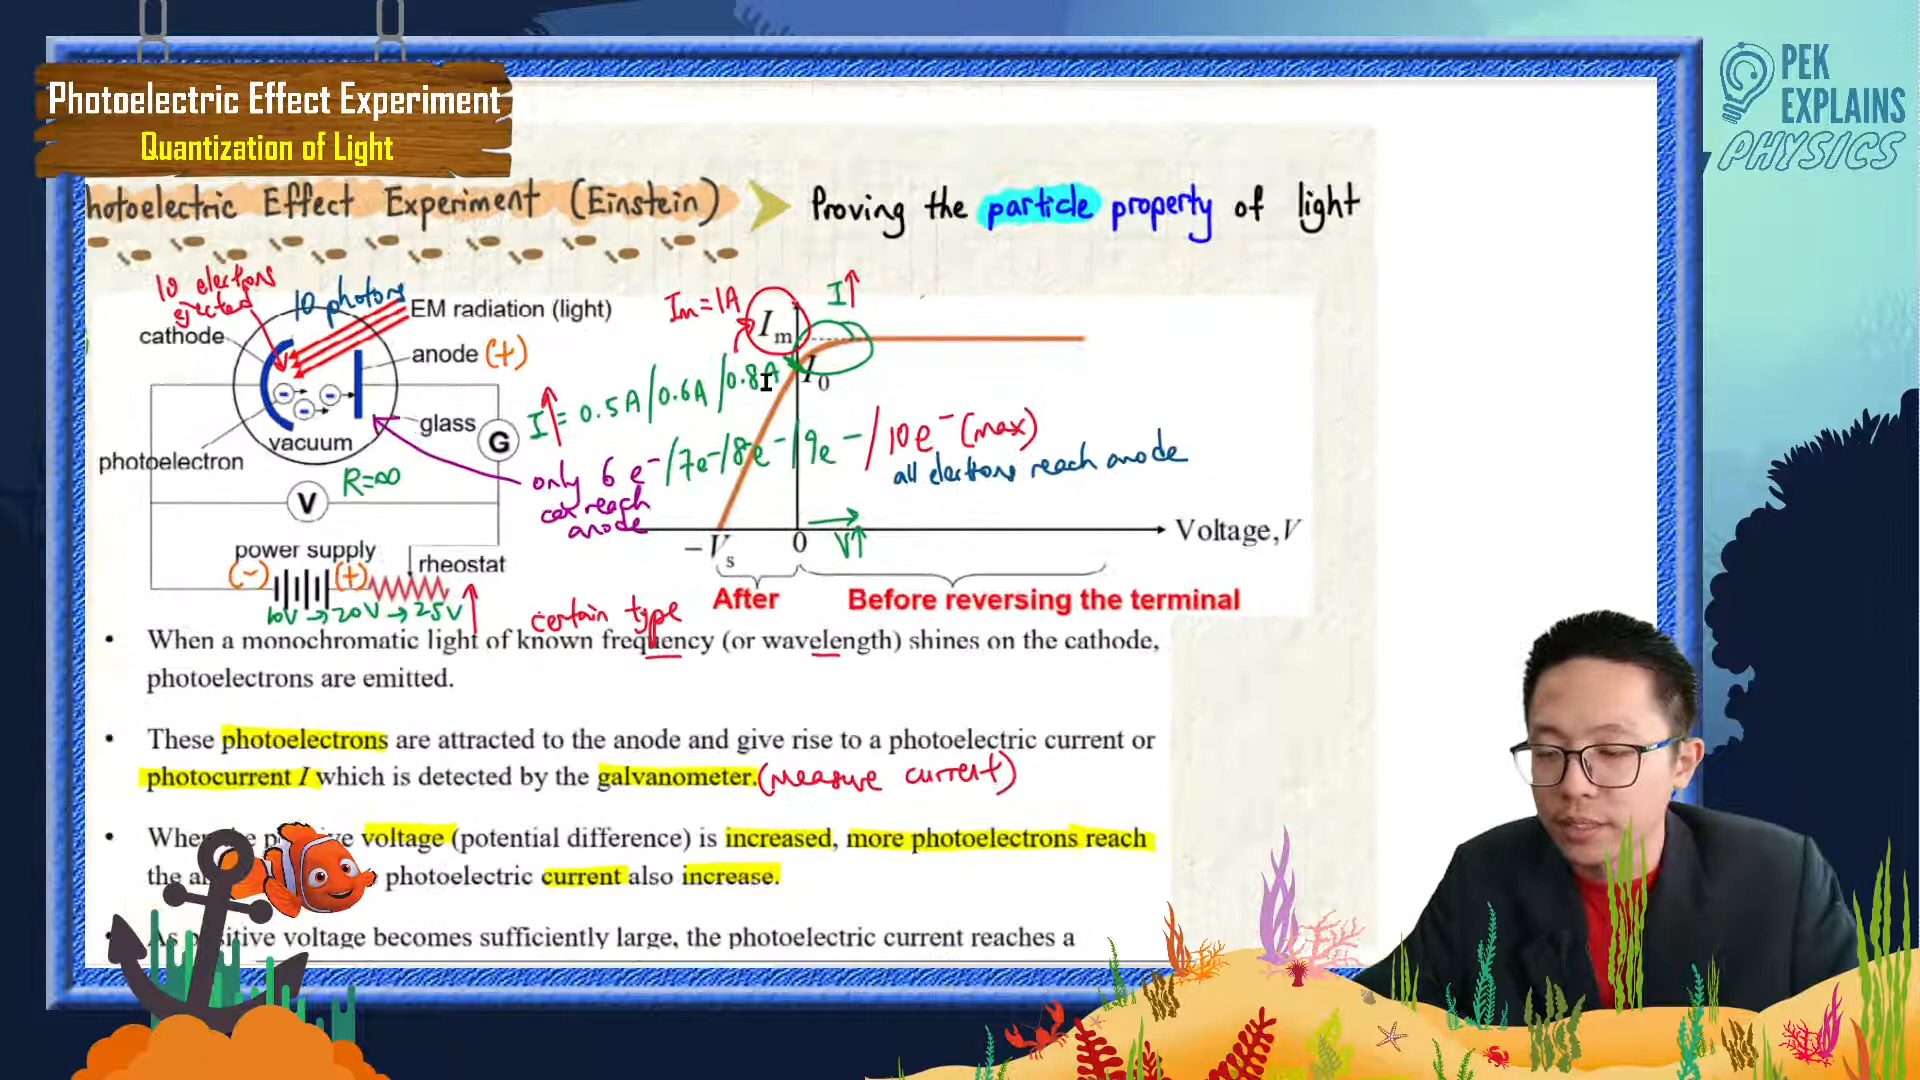 Photoelectric Effect Experiment
Quantization of Light
PEK
EXPLAINS
PHYSICS
hotoelectric Effect Experiment (Einstein)
Proving the particle property of light
10 electrons
ejected
10 photons
EM radiation (light)
cathode
anode (+)
glass
G
vacuum
photoelectron
R=∞
V
power supply
(-) (+)
rheostat
10V → 20V → 25V
Im = 1A
Im
I↑
I0
I↑ = 0.5A/0.6A/0.8A
only 6 e⁻/7e⁻/8e⁻/9e⁻/10e⁻ (max)
reach
anode
all electrons reach anode
−Vs
0
V↑
Voltage, V
After
Before reversing the terminal
certain type
• When a monochromatic light of known frequency (or wavelength) shines on the cathode,
photoelectrons are emitted.
• These photoelectrons are attracted to the anode and give rise to a photoelectric current or
photocurrent I which is detected by the galvanometer. (measure current)
• voltage (potential difference) is increased, more photoelectrons reach
the photoelectric current also increase.
• voltage becomes sufficiently large, the photoelectric current reaches a